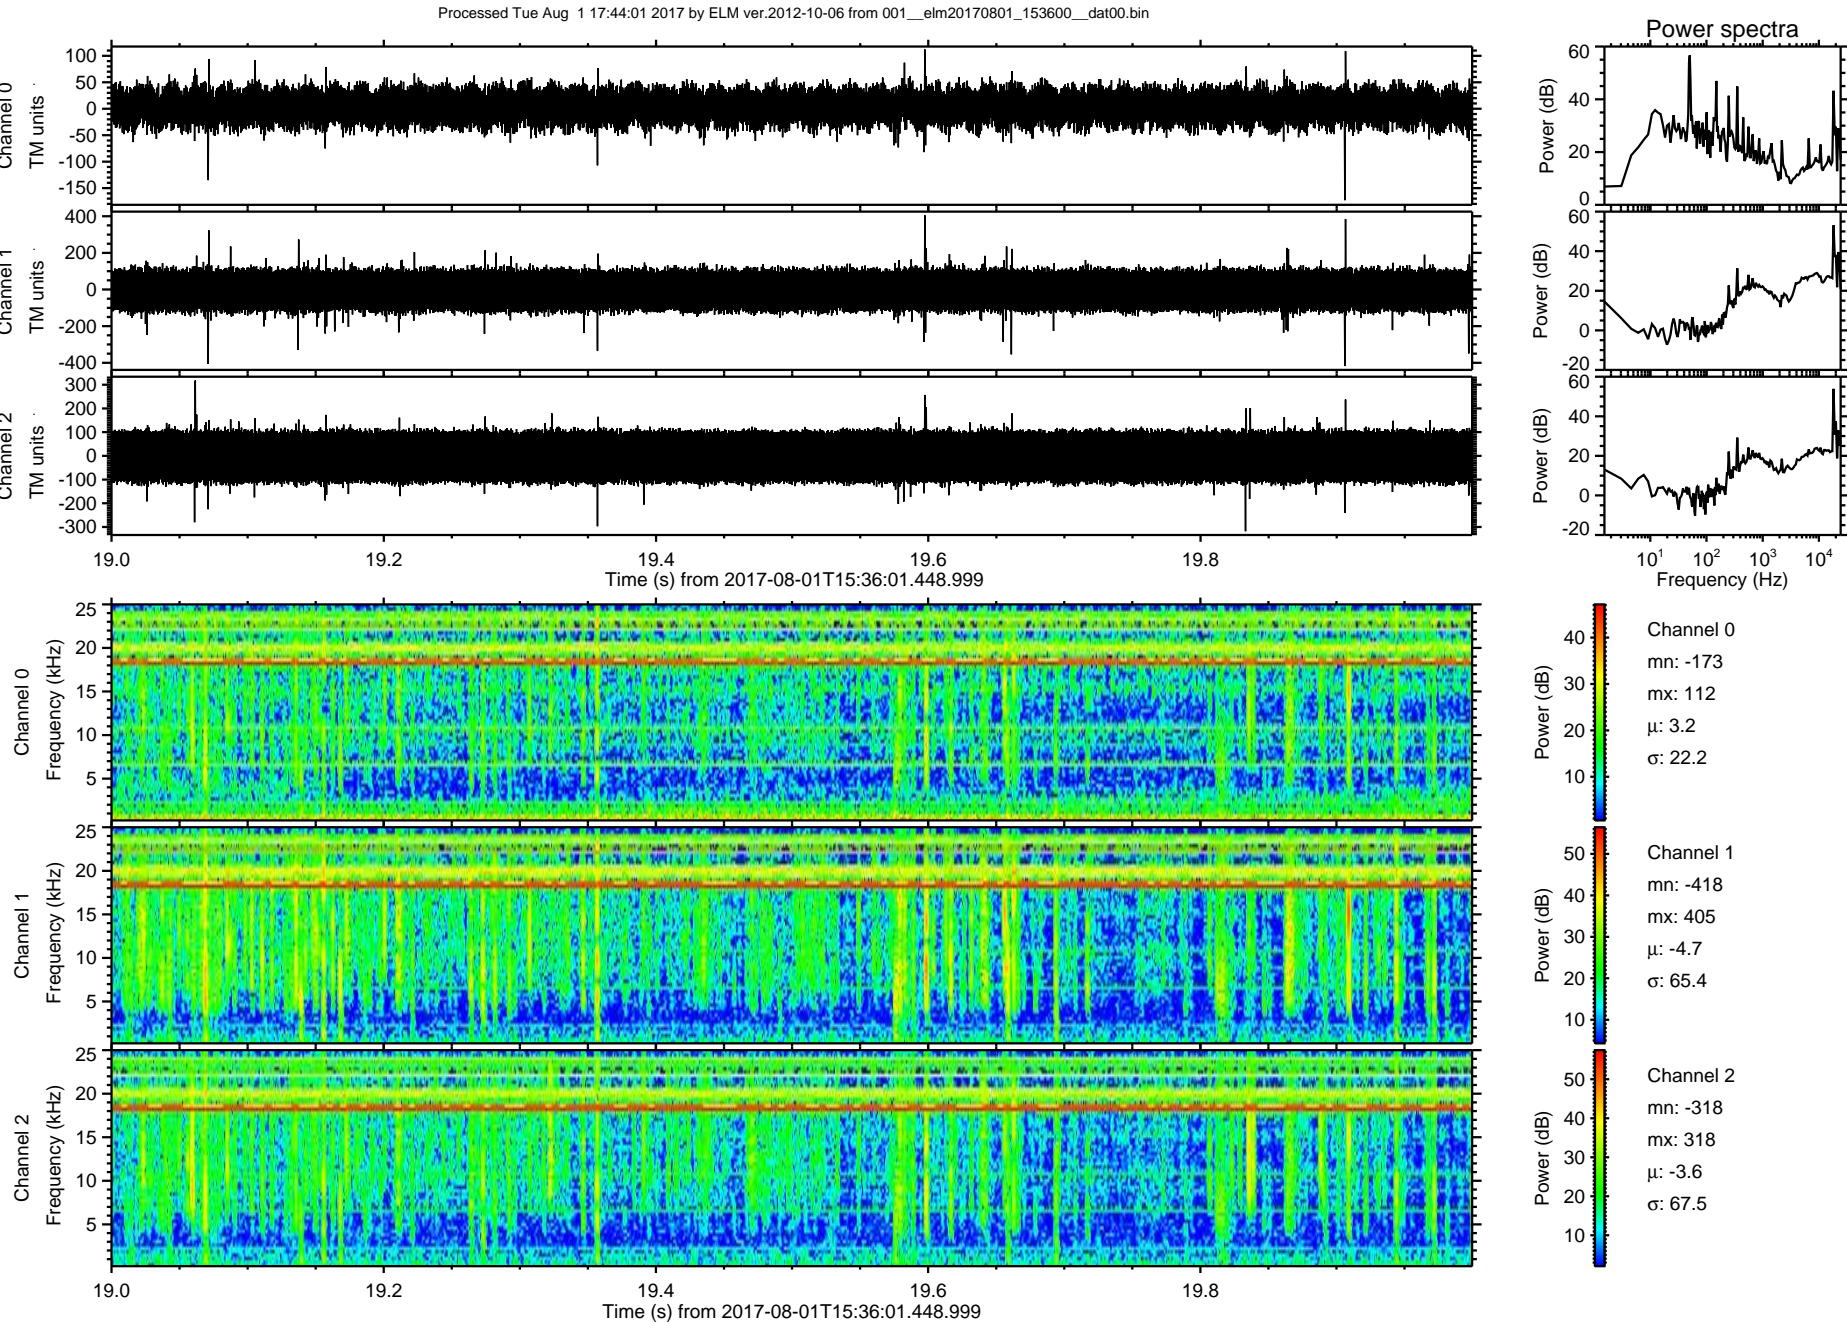 Processed Tue Aug 1 17:44:01 2017 by ELM ver.2012-10-06 from 001__elm20170801_153600__dat00.bin
Power spectra
Channel 0
TM units
100
50
0
-50
-100
-150
Power (dB)
60
40
20
0
Channel 1
TM units
400
200
0
-200
-400
Power (dB)
60
40
20
0
-20
Channel 2
TM units
300
200
100
0
-100
-200
-300
Power (dB)
60
40
20
0
-20
19.0 19.2 19.4 19.6 19.8
Time (s) from 2017-08-01T15:36:01.448.999
10¹ 10² 10³ 10⁴
Frequency (Hz)
Channel 0
Frequency (kHz)
25
20
15
10
5
Power (dB)
40
30
20
10
Channel 0
mn: -173
mx: 112
μ: 3.2
σ: 22.2
Channel 1
Frequency (kHz)
25
20
15
10
5
Power (dB)
50
40
30
20
10
Channel 1
mn: -418
mx: 405
μ: -4.7
σ: 65.4
Channel 2
Frequency (kHz)
25
20
15
10
5
Power (dB)
50
40
30
20
10
Channel 2
mn: -318
mx: 318
μ: -3.6
σ: 67.5
19.0 19.2 19.4 19.6 19.8
Time (s) from 2017-08-01T15:36:01.448.999